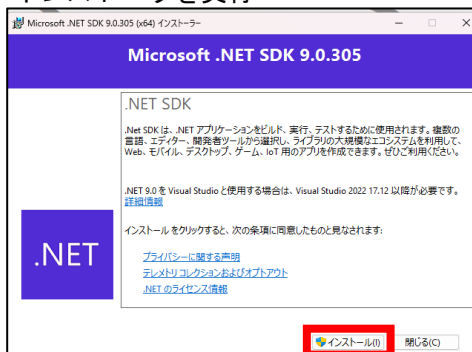 Microsoft .NET SDK 9.0.305 (x64) インストーラー
Microsoft .NET SDK 9.0.305
.NET SDK
.Net SDK は、.NET アプリケーションをビルド、実行、テストするために使用されます。複数の
言語、エディター、開発者ツールから選択し、ライブラリの大規模なエコシステムを利用して、
Web、モバイル、デスクトップ、ゲーム、IoT 用のアプリを作成できます。ぜひご利用ください。
.NET 9.0 を Visual Studio と使用する場合は、Visual Studio 2022 17.12 以降が必要です。
詳細情報
インストール をクリックすると、次の条項に同意したものと見なされます:
.NET
プライバシーに関する声明
テレメトリ コレクションおよびオプトアウト
.NET のライセンス情報
インストール(I)
閉じる(C)